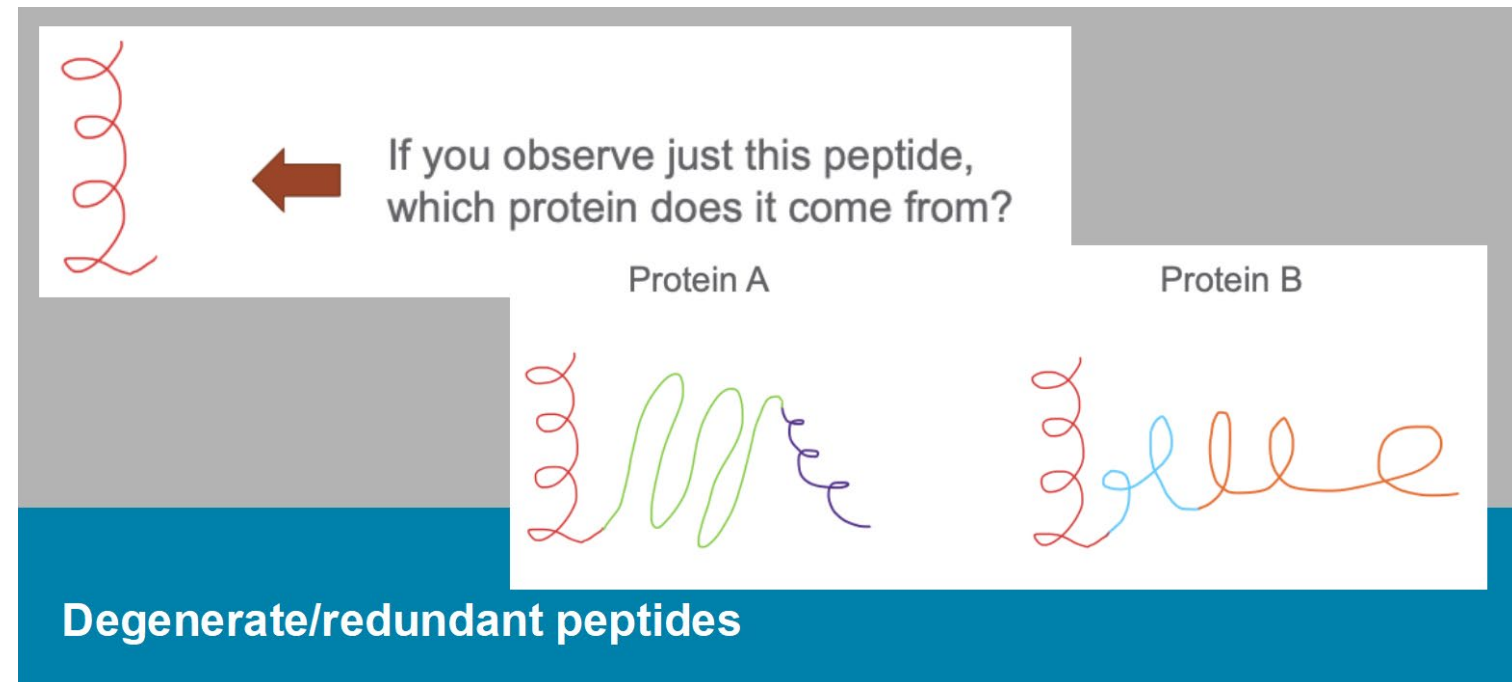 If you observe just this peptide,
which protein does it come from?
Protein A
Protein B
Degenerate/redundant peptides